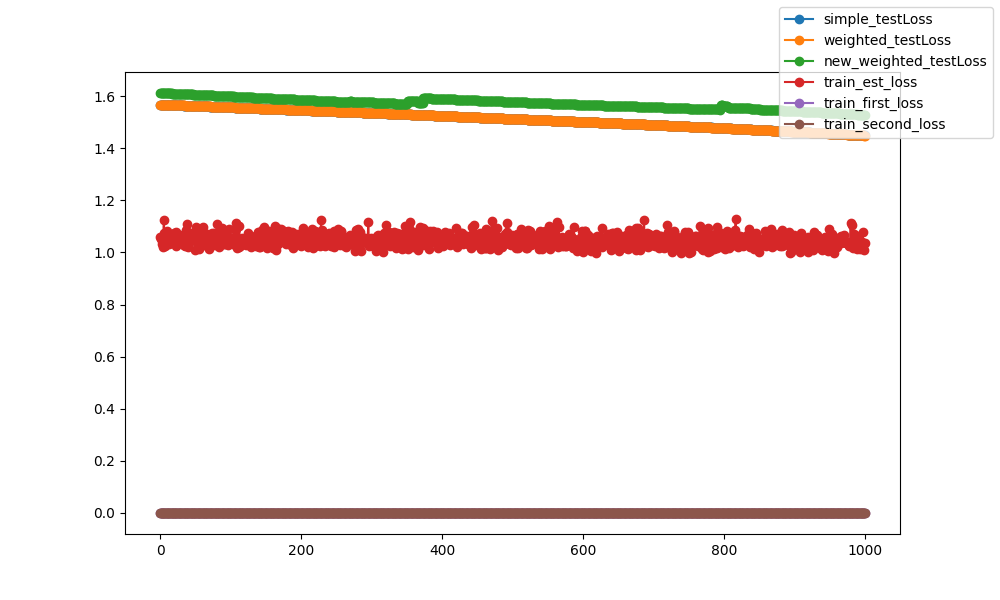 simple_testLoss
weighted_testLoss
new_weighted_testLoss
train_est_loss
train_first_loss
train_second_loss
1.6
1.4
1.2
1.0
0.8
0.6
0.4
0.2
0.0
0 200 400 600 800 1000